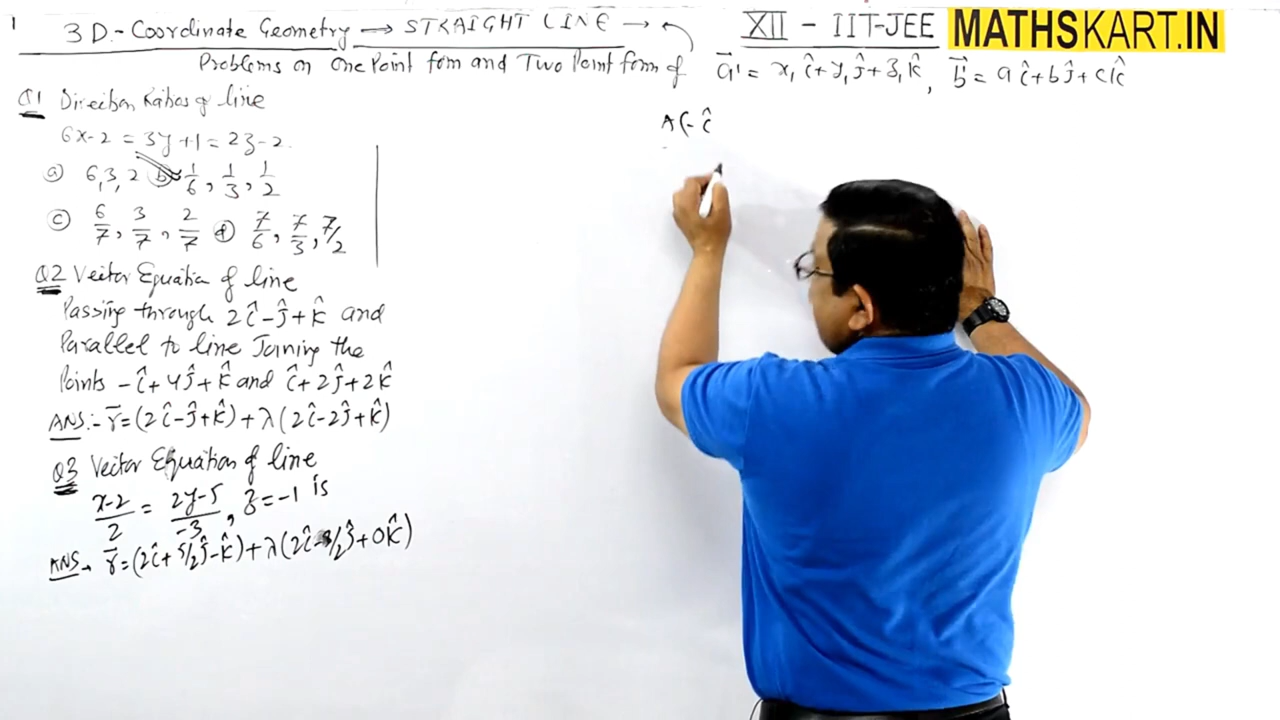 1
3D.- Coordinate Geometry → STRAIGHT LINE →
XII - IIT-JEE
MATHSKART.IN
Problems on One Point form and Two Point form of
a⃗ = x₁î + y₁ĵ + z₁k̂, b⃗ = aî + bĵ + ck̂
Q1 Direction Ratios of line
6x-2 = 3y+1 = 2z-2.
(a) 6,3,2 (b) 1/6, 1/3, 1/2
(c) 6/7, 3/7, 2/7 (d) 7/6, 7/3, 7/2
Q2 Vector Equation of line
Passing through 2î-ĵ+k̂ and
Parallel to line Joining the
Points -î+4ĵ+k̂ and î+2ĵ+2k̂
ANS:- r̄=(2î-ĵ+k̂)+λ(2î-2ĵ+k̂)
Q3 Vector Equation of line
x-2/2 = 2y-5/-3, z=-1 is
ANS- r̄=(2î+5/2ĵ-k̂)+λ(2î-3/2ĵ+0k̂)
A(-î